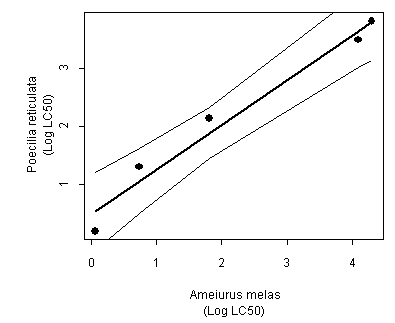 Poecilia reticulata
(Log LC50)
3
2
1
0 1 2 3 4
Ameiurus melas
(Log LC50)